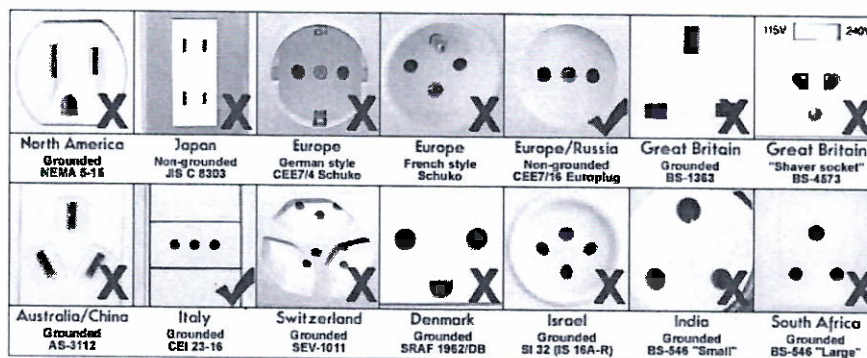 115V 240V
North America
Grounded
NEMA 5-15
Japan
Non-grounded
JIS C 8303
Europe
German style
CEE7/4 Schuko
Europe
French style
Schuko
Europe/Russia
Non-grounded
CEE7/16 Europlug
Great Britain
Grounded
BS-1363
Great Britain
"Shaver socket"
BS-4573
Australia/China
Grounded
AS-3112
Italy
Grounded
CEI 23-16
Switzerland
Grounded
SEV-1011
Denmark
Grounded
SRAF 1962/DB
Israel
Grounded
SI 32 (IS 16A-R)
India
Grounded
BS-546 "Small"
South Africa
Grounded
BS-546 "Large"